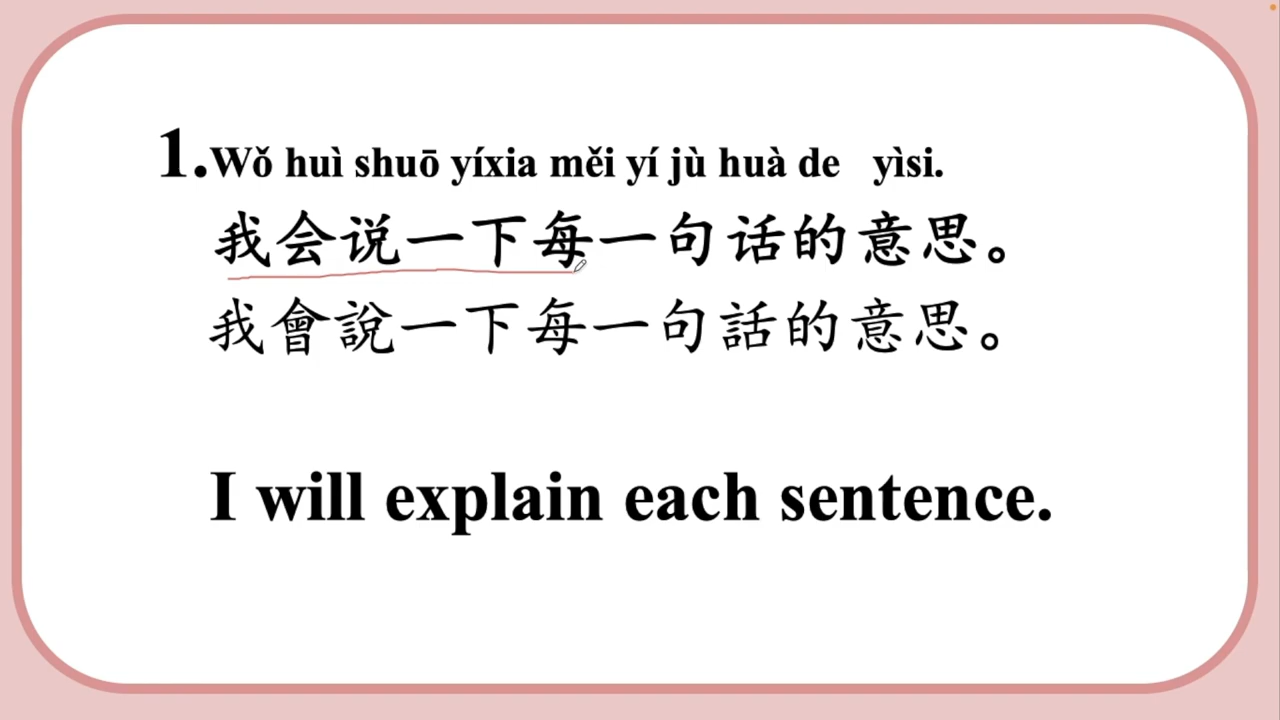 1.Wǒ huì shuō yíxia měi yí jù huà de yìsi.
我会说一下每一句话的意思。
我會說一下每一句話的意思。
I will explain each sentence.